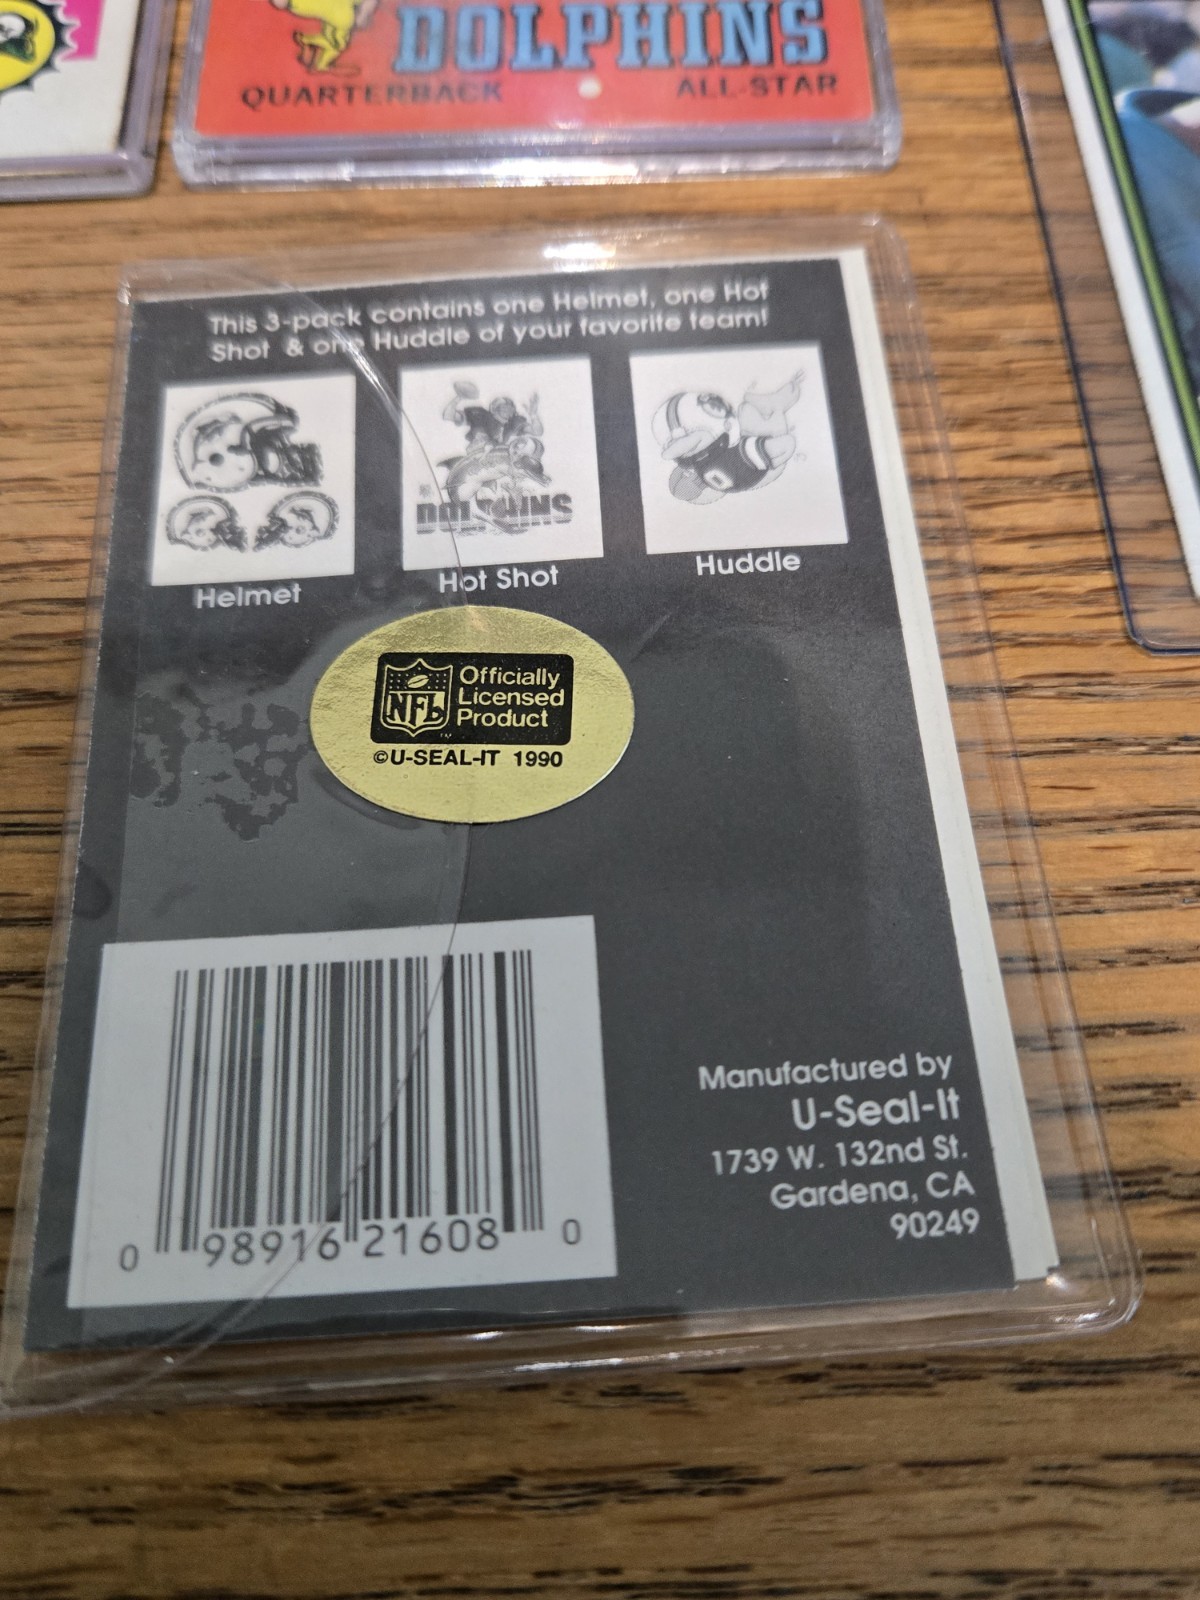 DOLPHINS
QUARTERBACK
ALL-STAR
This 3-pack contains one Helmet, one Hot
Shot & one Huddle of your favorite team!
DOLPHINS
Helmet
Hot Shot
Huddle
NFL
Officially
Licensed
Product
©U-SEAL-IT 1990
Manufactured by
U-Seal-It
1739 W. 132nd St.
Gardena, CA
90249
0 98916 21608 0